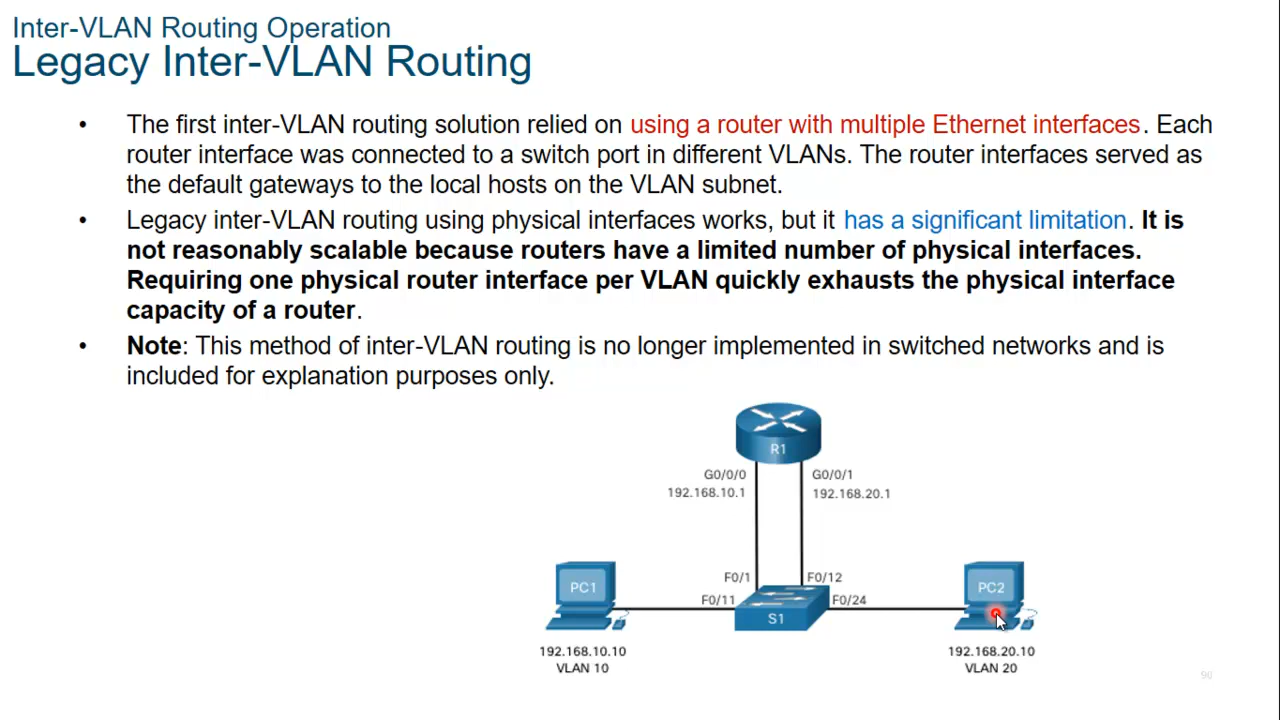 Inter-VLAN Routing Operation
Legacy Inter-VLAN Routing
• The first inter-VLAN routing solution relied on using a router with multiple Ethernet interfaces. Each
router interface was connected to a switch port in different VLANs. The router interfaces served as
the default gateways to the local hosts on the VLAN subnet.
• Legacy inter-VLAN routing using physical interfaces works, but it has a significant limitation. It is
not reasonably scalable because routers have a limited number of physical interfaces.
Requiring one physical router interface per VLAN quickly exhausts the physical interface
capacity of a router.
• Note: This method of inter-VLAN routing is no longer implemented in switched networks and is
included for explanation purposes only.
R1
G0/0/0 G0/0/1
192.168.10.1 192.168.20.1
F0/1 F0/12
PC1 PC2
F0/11 F0/24
S1
192.168.10.10 192.168.20.10
VLAN 10 VLAN 20
90